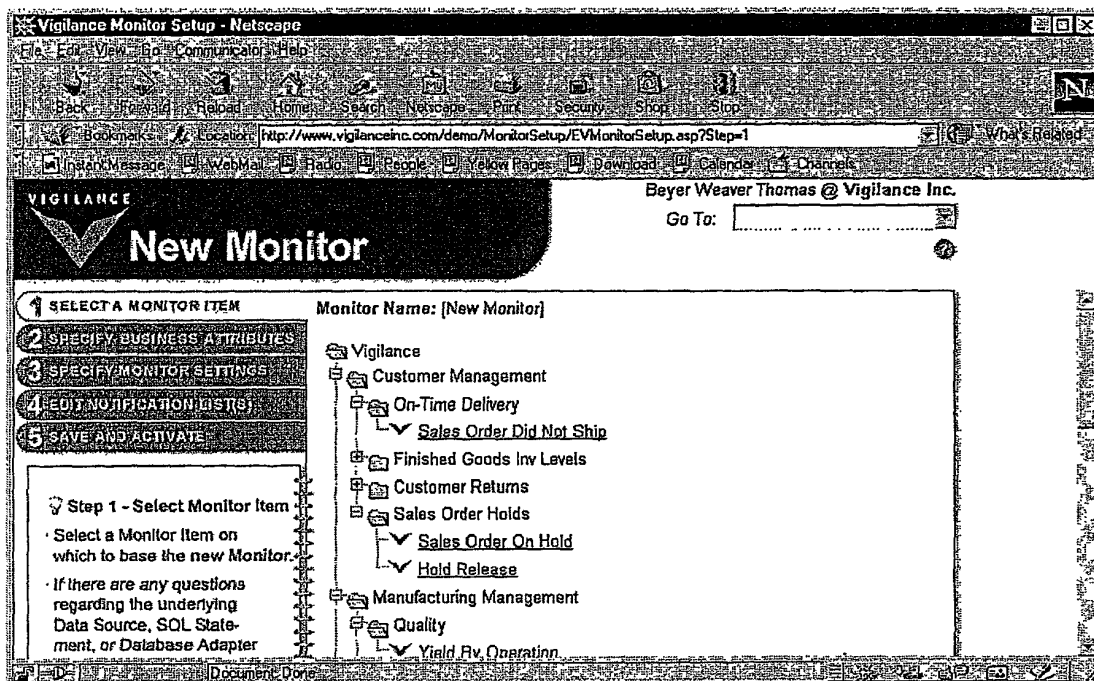 Vigilance Monitor Setup - Netscape
File Edit View Go Communicator Help
Back Forward Reload Home Search Netscape Print Security Shop Stop
N
Bookmarks Location: http://www.vigilanceinc.com/demo/MonitorSetup/EVMonitorSetup.asp?Step=1 What's Related
Instant Message WebMail Radio People Yellow Pages Download Calendar Channels
VIGILANCE
New Monitor
Beyer Weaver Thomas @ Vigilance Inc.
Go To:
?
1 SELECT A MONITOR ITEM
2 SPECIFY BUSINESS ATTRIBUTES
3 SPECIFY MONITOR SETTINGS
4 EDIT NOTIFICATION LIST(S)
5 SAVE AND ACTIVATE
Step 1 - Select Monitor Item
· Select a Monitor Item on
which to base the new Monitor.
· If there are any questions
regarding the underlying
Data Source, SQL State-
ment, or Database Adapter
Monitor Name: [New Monitor]
Vigilance
Customer Management
On-Time Delivery
Sales Order Did Not Ship
Finished Goods Inv Levels
Customer Returns
Sales Order Holds
Sales Order On Hold
Hold Release
Manufacturing Management
Quality
Yield By Operation
Document: Done